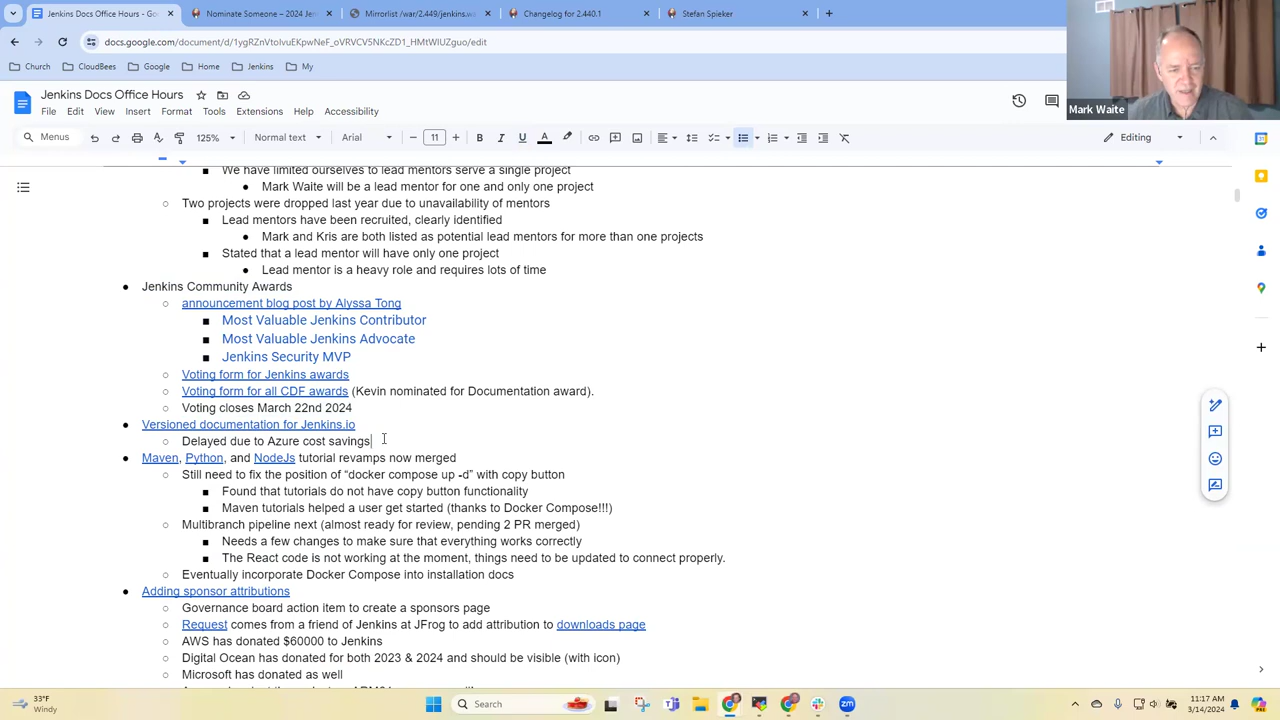 Jenkins Docs Office Hours - Go
Nominate Someone – 2024 Jen
Mirrorlist /war/2.449/jenkins.wa
Changelog for 2.440.1
Stefan Spieker
docs.google.com/document/d/1ygRZnVtoIvuEKpwNeF_oVRVCV5NKcZD1_HMtWIUZguo/edit
Church
CloudBees
Google
Home
Jenkins
My
Mark Waite
Jenkins Docs Office Hours
File Edit View Insert Format Tools Extensions Help Accessibility
Menus
125%
Normal text
Arial
11
Editing
We have limited ourselves to lead mentors serve a single project
Mark Waite will be a lead mentor for one and only one project
Two projects were dropped last year due to unavailability of mentors
Lead mentors have been recruited, clearly identified
Mark and Kris are both listed as potential lead mentors for more than one projects
Stated that a lead mentor will have only one project
Lead mentor is a heavy role and requires lots of time
Jenkins Community Awards
announcement blog post by Alyssa Tong
Most Valuable Jenkins Contributor
Most Valuable Jenkins Advocate
Jenkins Security MVP
Voting form for Jenkins awards
Voting form for all CDF awards (Kevin nominated for Documentation award).
Voting closes March 22nd 2024
Versioned documentation for Jenkins.io
Delayed due to Azure cost savings
Maven, Python, and NodeJs tutorial revamps now merged
Still need to fix the position of “docker compose up -d” with copy button
Found that tutorials do not have copy button functionality
Maven tutorials helped a user get started (thanks to Docker Compose!!!)
Multibranch pipeline next (almost ready for review, pending 2 PR merged)
Needs a few changes to make sure that everything works correctly
The React code is not working at the moment, things need to be updated to connect properly.
Eventually incorporate Docker Compose into installation docs
Adding sponsor attributions
Governance board action item to create a sponsors page
Request comes from a friend of Jenkins at JFrog to add attribution to downloads page
AWS has donated $60000 to Jenkins
Digital Ocean has donated for both 2023 & 2024 and should be visible (with icon)
Microsoft has donated as well
33°F
Windy
Search
11:17 AM
3/14/2024